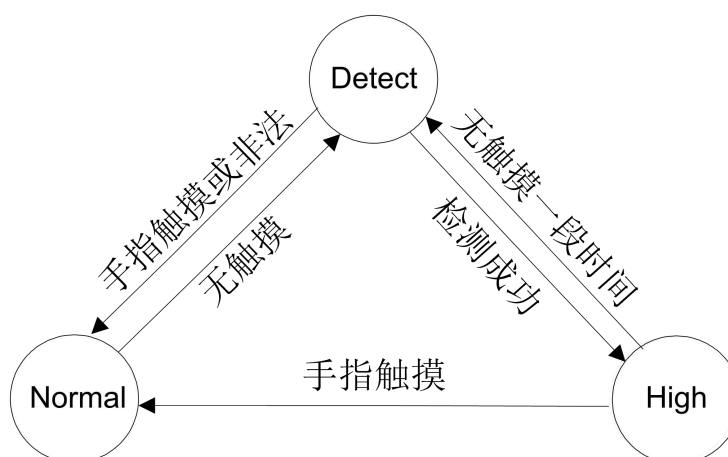 Detect
手指触摸或非法
无触摸
检测成功
无触摸一段时间
Normal
手指触摸
High